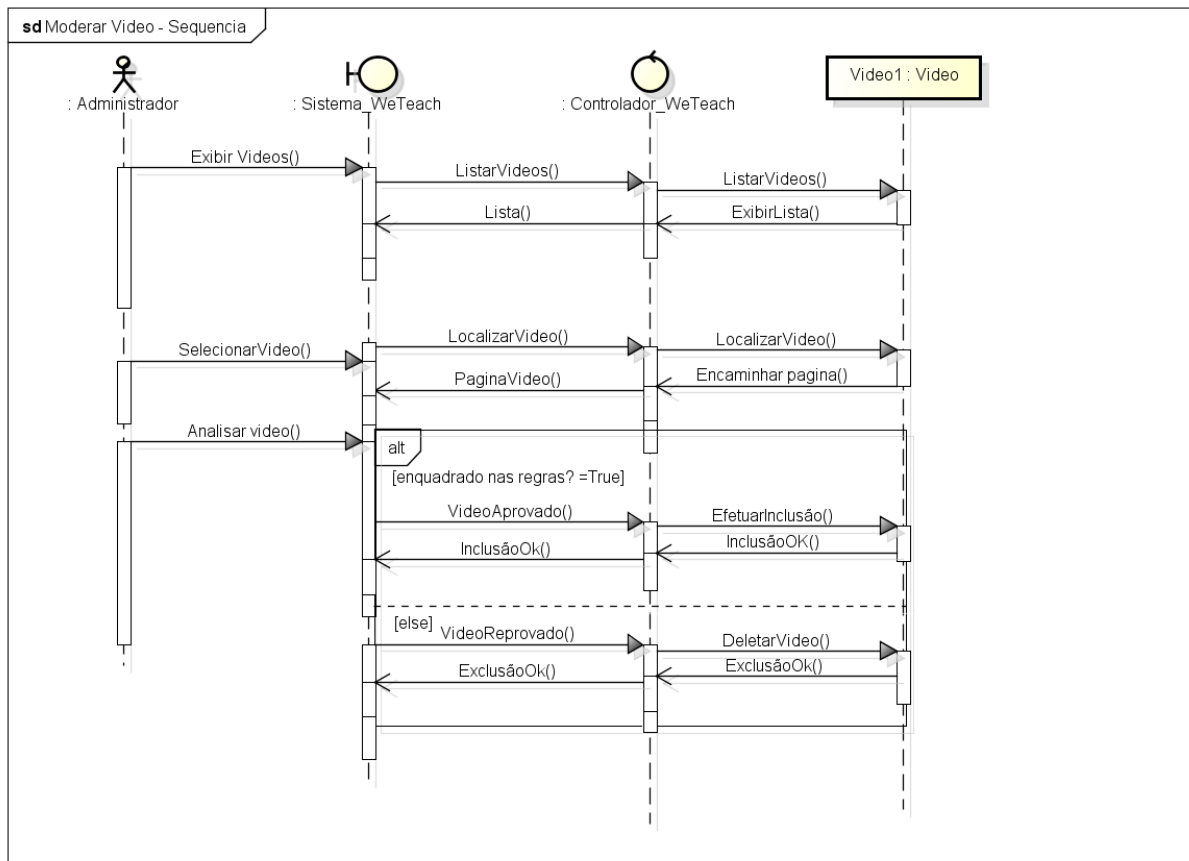 sd Moderar Video - Sequencia
: Administrador
: Sistema_WeTeach
: Controlador_WeTeach
Video1 : Video
Exibir Videos()
ListarVideos()
ListarVideos()
Lista()
ExibirLista()
LocalizarVideo()
LocalizarVideo()
SelecionarVideo()
PaginaVideo()
Encaminhar pagina()
Analisar video()
alt
[enquadrado nas regras? =True]
VideoAprovado()
EfetuarInclusão()
InclusãoOk()
InclusãoOK()
[else]
VideoReprovado()
DeletarVideo()
ExclusãoOk()
ExclusãoOk()